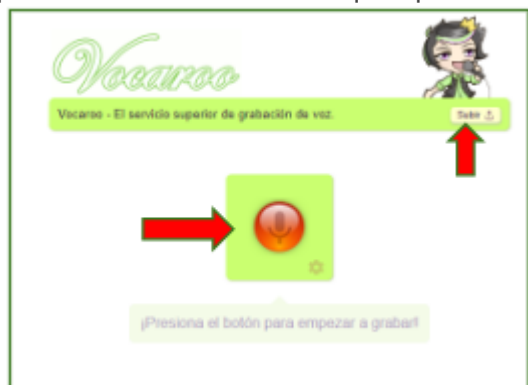 Vocaroo
Vocaroo - El servicio superior de grabación de voz.
Subir
¡Presiona el botón para empezar a grabar!